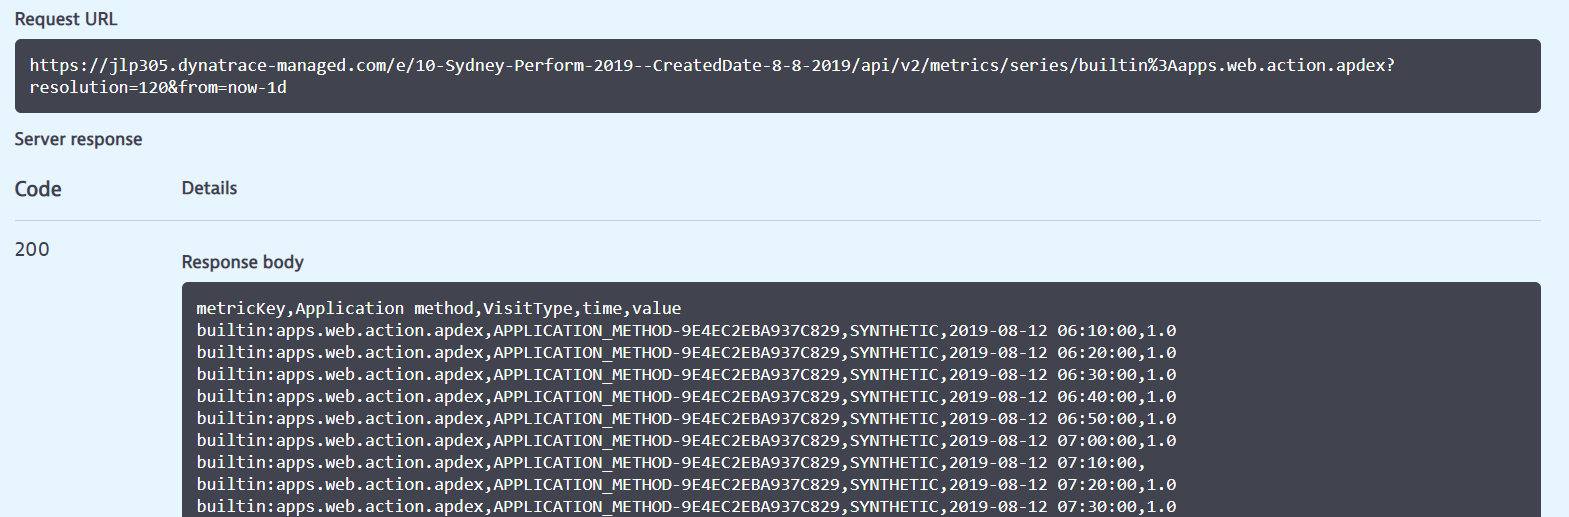 Request URL
https://jlp305.dynatrace-managed.com/e/10-Sydney-Perform-2019--CreatedDate-8-8-2019/api/v2/metrics/series/builtin%3Aapps.web.action.apdex?
resolution=120&from=now-1d
Server response
Code Details
200
Response body
metricKey,Application method,VisitType,time,value
builtin:apps.web.action.apdex,APPLICATION_METHOD-9E4EC2EBA937C829,SYNTHETIC,2019-08-12 06:10:00,1.0
builtin:apps.web.action.apdex,APPLICATION_METHOD-9E4EC2EBA937C829,SYNTHETIC,2019-08-12 06:20:00,1.0
builtin:apps.web.action.apdex,APPLICATION_METHOD-9E4EC2EBA937C829,SYNTHETIC,2019-08-12 06:30:00,1.0
builtin:apps.web.action.apdex,APPLICATION_METHOD-9E4EC2EBA937C829,SYNTHETIC,2019-08-12 06:40:00,1.0
builtin:apps.web.action.apdex,APPLICATION_METHOD-9E4EC2EBA937C829,SYNTHETIC,2019-08-12 06:50:00,1.0
builtin:apps.web.action.apdex,APPLICATION_METHOD-9E4EC2EBA937C829,SYNTHETIC,2019-08-12 07:00:00,1.0
builtin:apps.web.action.apdex,APPLICATION_METHOD-9E4EC2EBA937C829,SYNTHETIC,2019-08-12 07:10:00,
builtin:apps.web.action.apdex,APPLICATION_METHOD-9E4EC2EBA937C829,SYNTHETIC,2019-08-12 07:20:00,1.0
builtin:apps.web.action.apdex,APPLICATION_METHOD-9E4EC2EBA937C829,SYNTHETIC,2019-08-12 07:30:00,1.0